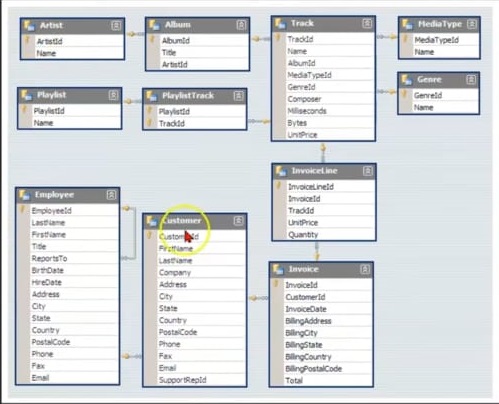 Artist
ArtistId
Name
Album
AlbumId
Title
ArtistId
Track
TrackId
Name
AlbumId
MediaTypeId
GenreId
Composer
Milliseconds
Bytes
UnitPrice
MediaType
MediaTypeId
Name
Genre
GenreId
Name
Playlist
PlaylistId
Name
PlaylistTrack
PlaylistId
TrackId
InvoiceLine
InvoiceLineId
InvoiceId
TrackId
UnitPrice
Quantity
Employee
EmployeeId
LastName
FirstName
Title
ReportsTo
BirthDate
HireDate
Address
City
State
Country
PostalCode
Phone
Fax
Email
Customer
CustomerId
FirstName
LastName
Company
Address
City
State
Country
PostalCode
Phone
Fax
Email
SupportRepId
Invoice
InvoiceId
CustomerId
InvoiceDate
BillingAddress
BillingCity
BillingState
BillingCountry
BillingPostalCode
Total